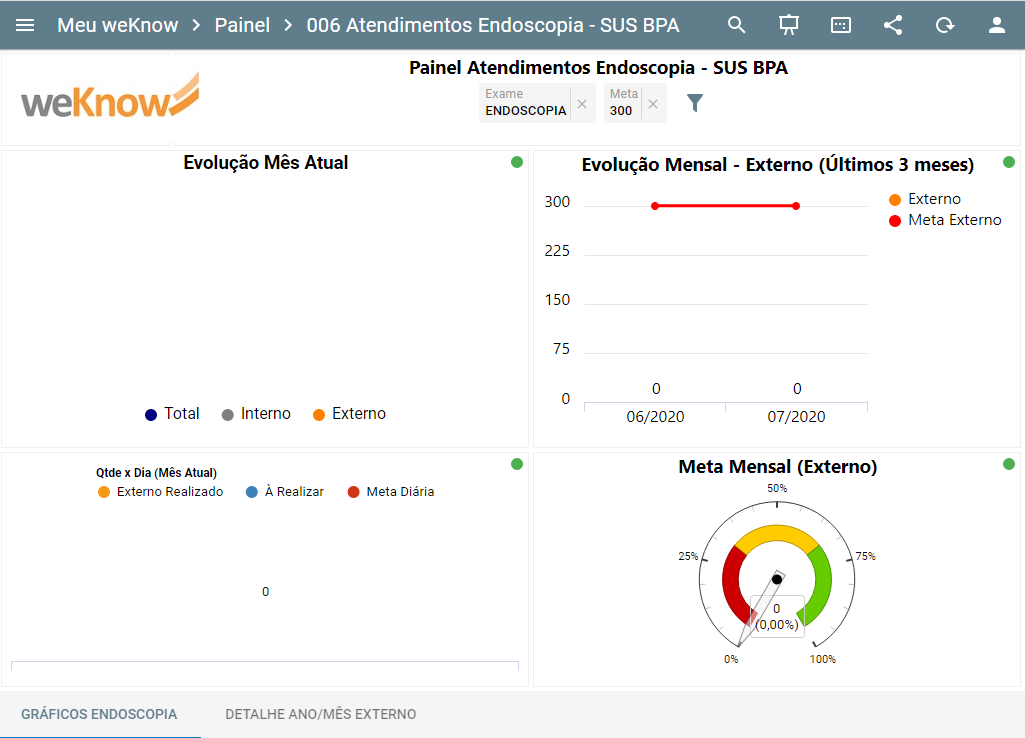 Meu weKnow > Painel > 006 Atendimentos Endoscopia - SUS BPA
weKnow
Painel Atendimentos Endoscopia - SUS BPA
Exame
ENDOSCOPIA ×
Meta
300 ×
Evolução Mês Atual
Total Interno Externo
Evolução Mensal - Externo (Últimos 3 meses)
Externo
Meta Externo
300
225
150
75
0
0 0
06/2020 07/2020
Qtde x Dia (Mês Atual)
Externo Realizado À Realizar Meta Diária
0
Meta Mensal (Externo)
50%
25% 75%
0
(0,00%)
0% 100%
GRÁFICOS ENDOSCOPIA DETALHE ANO/MÊS EXTERNO